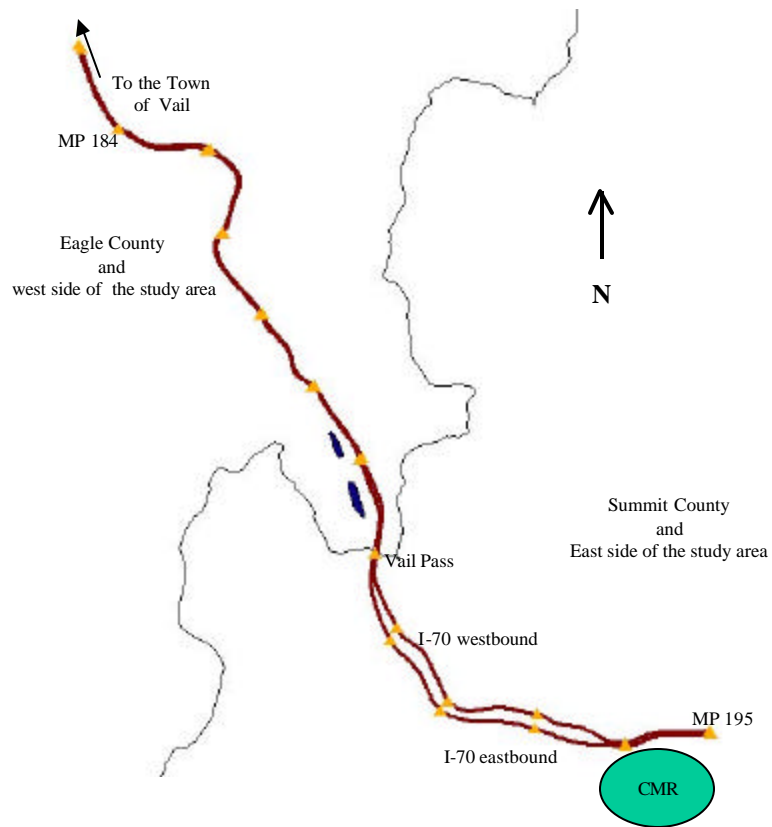 To the Town
of Vail
MP 184
Eagle County
and
west side of the study area
N
Summit County
and
East side of the study area
Vail Pass
I-70 westbound
MP 195
I-70 eastbound
CMR